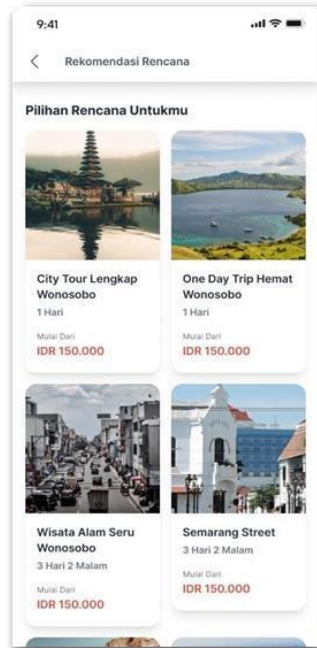 9:41
Rekomendasi Rencana
Pilihan Rencana Untukmu
City Tour Lengkap
Wonosobo
1 Hari
Mulai Dari
IDR 150.000
One Day Trip Hemat
Wonosobo
1 Hari
Mulai Dari
IDR 150.000
Wisata Alam Seru
Wonosobo
3 Hari 2 Malam
Mulai Dari
IDR 150.000
Semarang Street
3 Hari 2 Malam
Mulai Dari
IDR 150.000